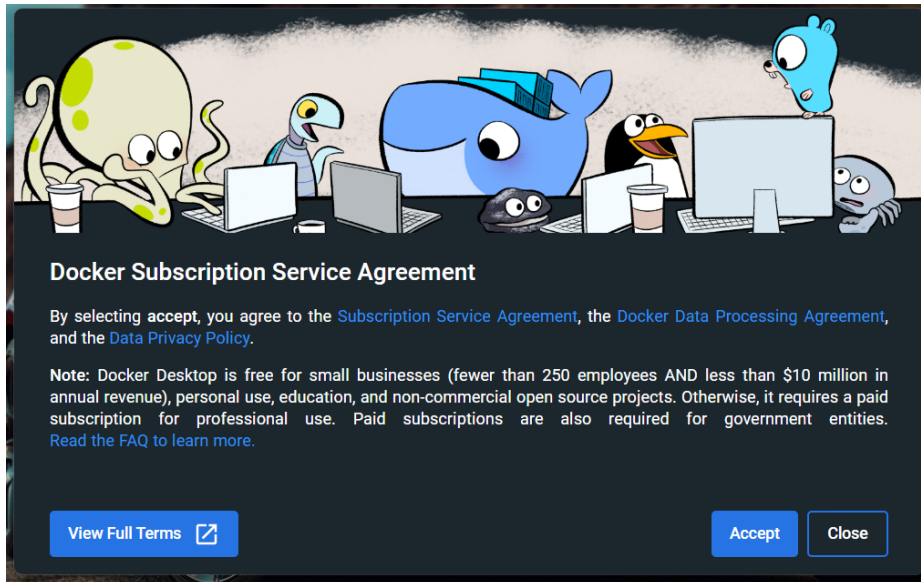 Docker Subscription Service Agreement
By selecting accept, you agree to the Subscription Service Agreement, the Docker Data Processing Agreement,
and the Data Privacy Policy.
Note: Docker Desktop is free for small businesses (fewer than 250 employees AND less than $10 million in
annual revenue), personal use, education, and non-commercial open source projects. Otherwise, it requires a paid
subscription for professional use. Paid subscriptions are also required for government entities.
Read the FAQ to learn more.
View Full Terms
Accept
Close